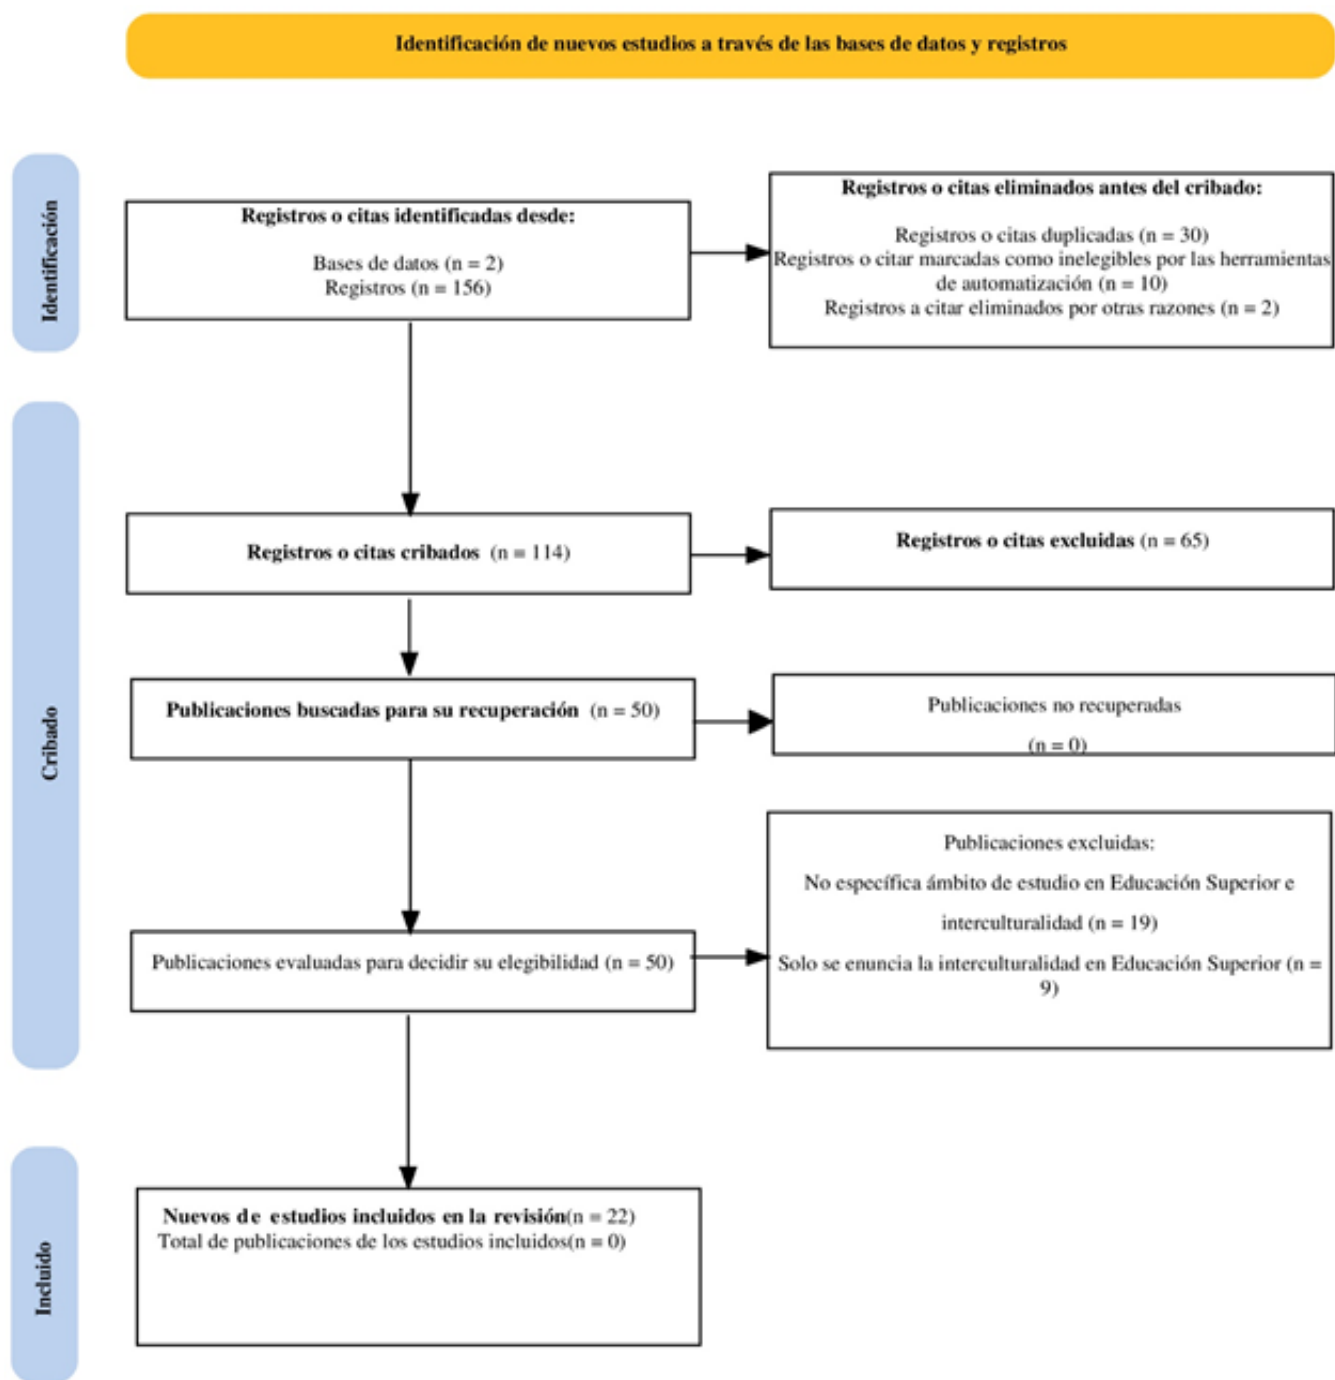 Identificación de nuevos estudios a través de las bases de datos y registros
Identificación
Registros o citas identificadas desde:
Bases de datos (n = 2)
Registros (n = 156)
Registros o citas eliminados antes del cribado:
Registros o citas duplicadas (n = 30)
Registros o citar marcadas como inelegibles por las herramientas
de automatización (n = 10)
Registros a citar eliminados por otras razones (n = 2)
Cribado
Registros o citas cribados (n = 114)
Registros o citas excluidas (n = 65)
Publicaciones buscadas para su recuperación (n = 50)
Publicaciones no recuperadas
(n = 0)
Publicaciones evaluadas para decidir su elegibilidad (n = 50)
Publicaciones excluidas:
No específica ámbito de estudio en Educación Superior e
interculturalidad (n = 19)
Solo se enuncia la interculturalidad en Educación Superior (n =
9)
Incluido
Nuevos de estudios incluidos en la revisión(n = 22)
Total de publicaciones de los estudios incluidos(n = 0)